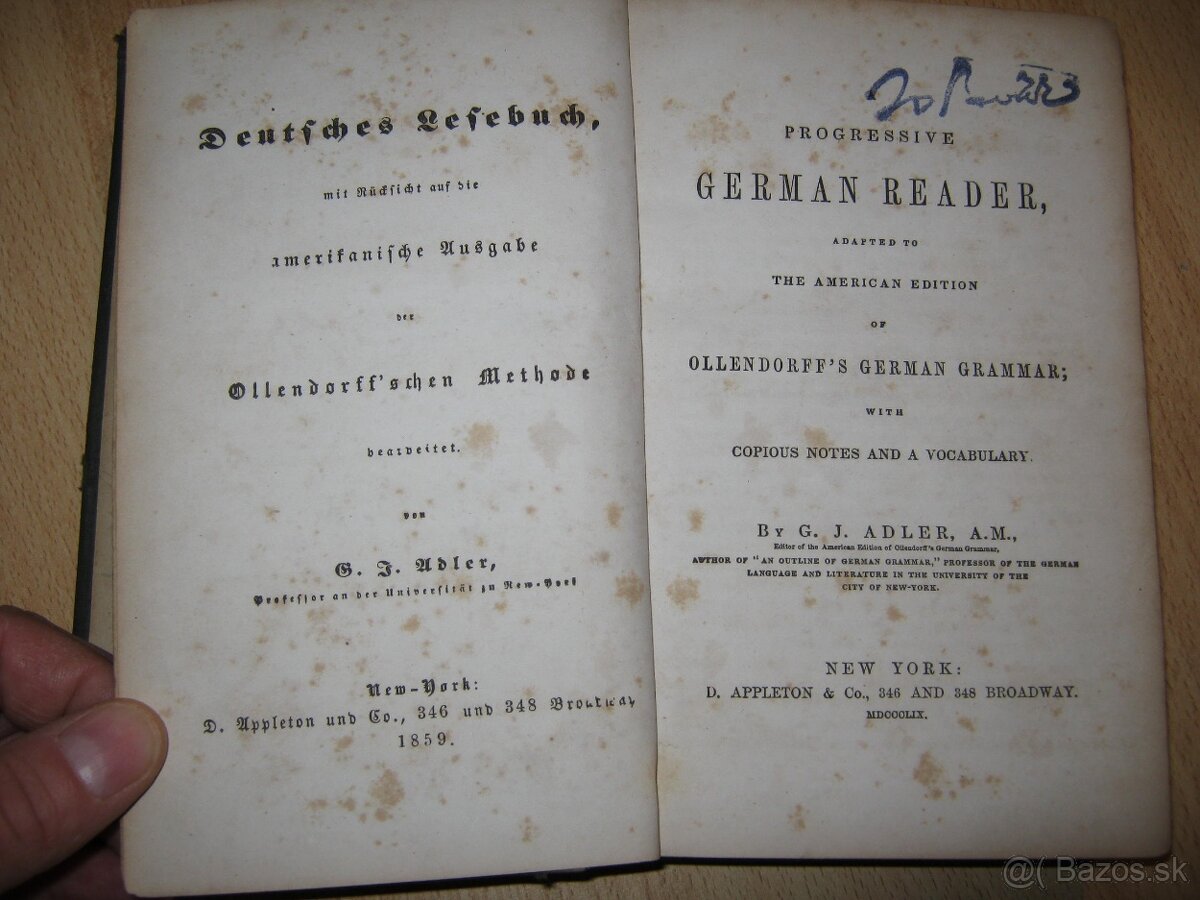 Deutsches Lesebuch,
mit Rücksicht auf die
amerikanische Ausgabe
der
Ollendorff'schen Methode
bearbeitet.
von
G. J. Adler,
Professor an der Universität zu New-York
New-York:
D. Appleton und Co., 346 und 348 Broadway
1859.
PROGRESSIVE
GERMAN READER,
ADAPTED TO
THE AMERICAN EDITION
OF
OLLENDORFF'S GERMAN GRAMMAR;
WITH
COPIOUS NOTES AND A VOCABULARY.
BY G. J. ADLER, A.M.,
Editor of the American Edition of Ollendorff's German Grammar,
AUTHOR OF "AN OUTLINE OF GERMAN GRAMMAR," PROFESSOR OF THE GERMAN
LANGUAGE AND LITERATURE IN THE UNIVERSITY OF THE
CITY OF NEW-YORK.
NEW YORK:
D. APPLETON & Co., 346 AND 348 BROADWAY.
MDCCCLIX.
@( Bazos.sk